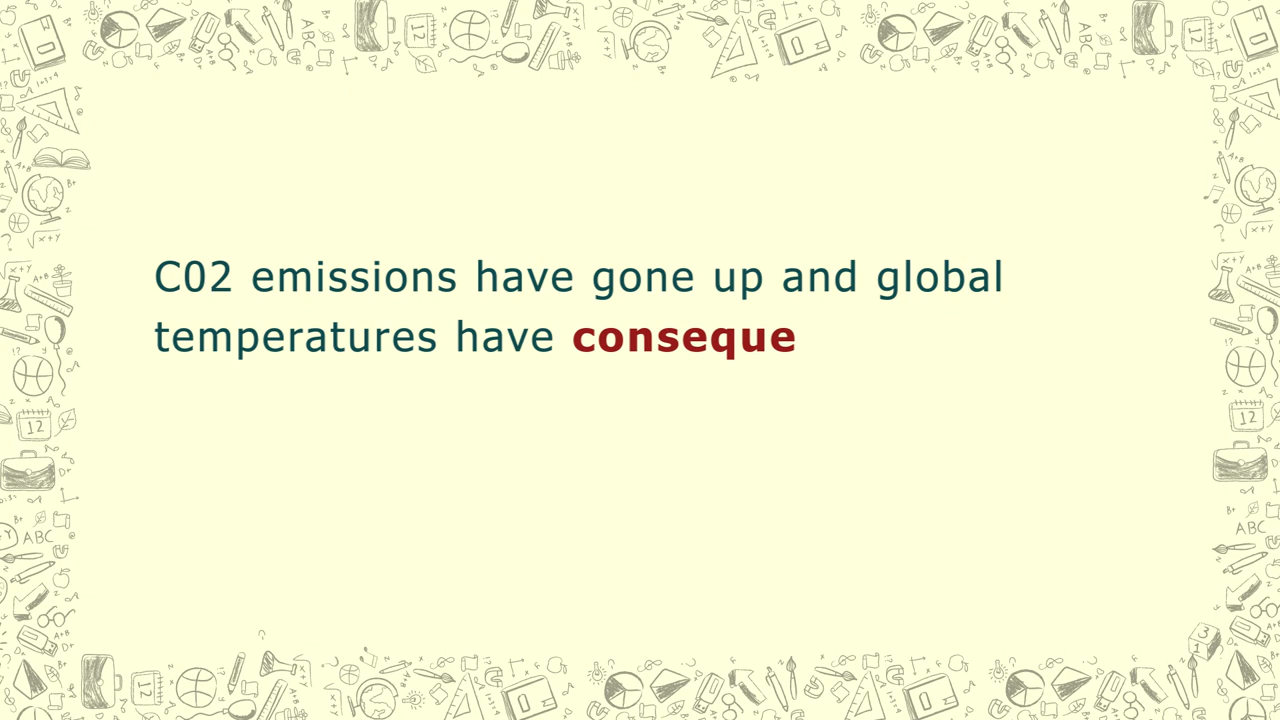 C02 emissions have gone up and global
temperatures have conseque